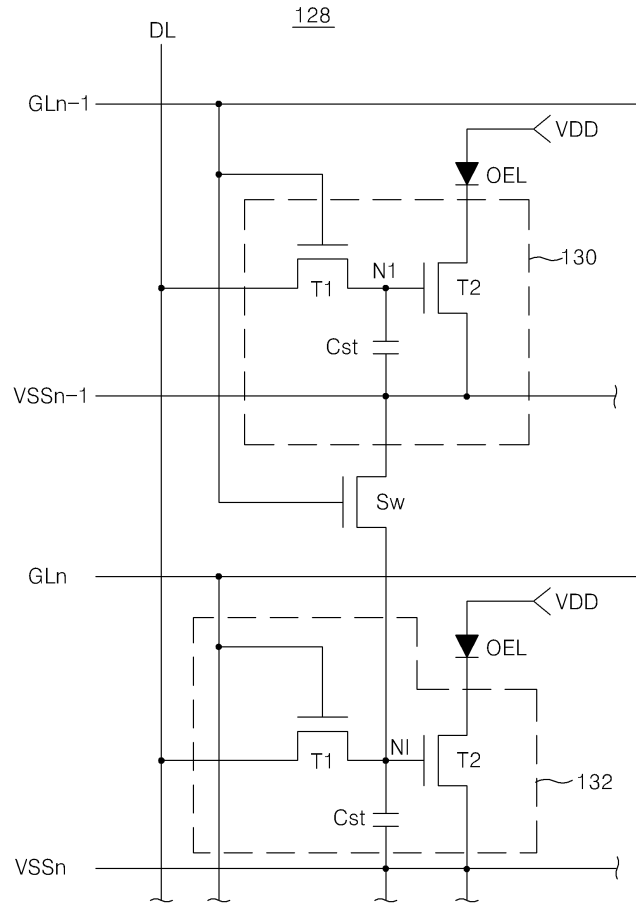 128
DL
GLn-1
VDD
OEL
130
N1
T1
T2
Cst
VSSn-1
Sw
GLn
VDD
OEL
NI
T1
T2
132
Cst
VSSn